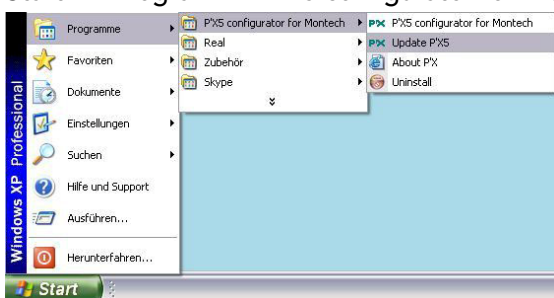 Programme
Favoriten
Dokumente
Einstellungen
Suchen
Hilfe und Support
Ausführen...
Herunterfahren...
Windows XP Professional
Start
P'X5 configurator for Montech
Real
Zubehör
Skype
P'X P'X5 configurator for Montech
P'X Update P'X5
About P'X
Uninstall